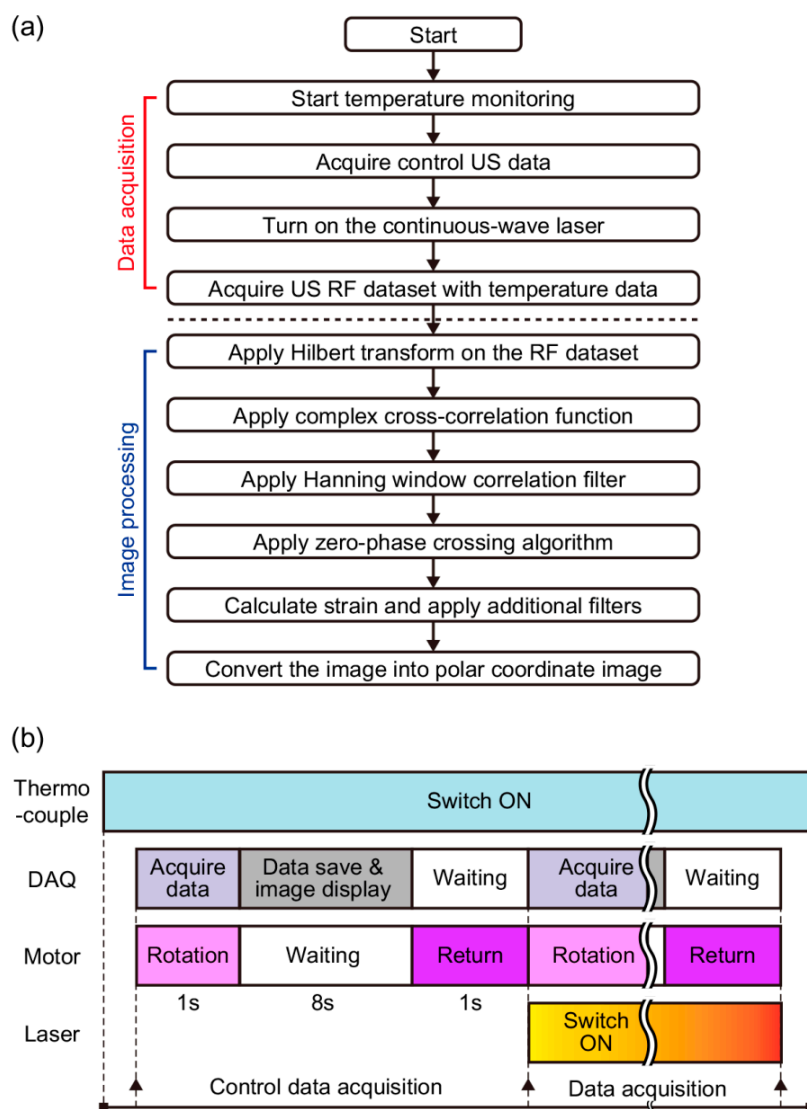 (a)
Start
Start temperature monitoring
Acquire control US data
Turn on the continuous-wave laser
Acquire US RF dataset with temperature data
Data acquisition
Apply Hilbert transform on the RF dataset
Apply complex cross-correlation function
Apply Hanning window correlation filter
Apply zero-phase crossing algorithm
Calculate strain and apply additional filters
Convert the image into polar coordinate image
Image processing
(b)
Thermo
-couple
Switch ON
DAQ
Acquire
data
Data save &
image display
Waiting
Acquire
data
Waiting
Motor
Rotation
Waiting
Return
Rotation
Return
1s
8s
1s
Laser
Switch
ON
Control data acquisition
Data acquisition